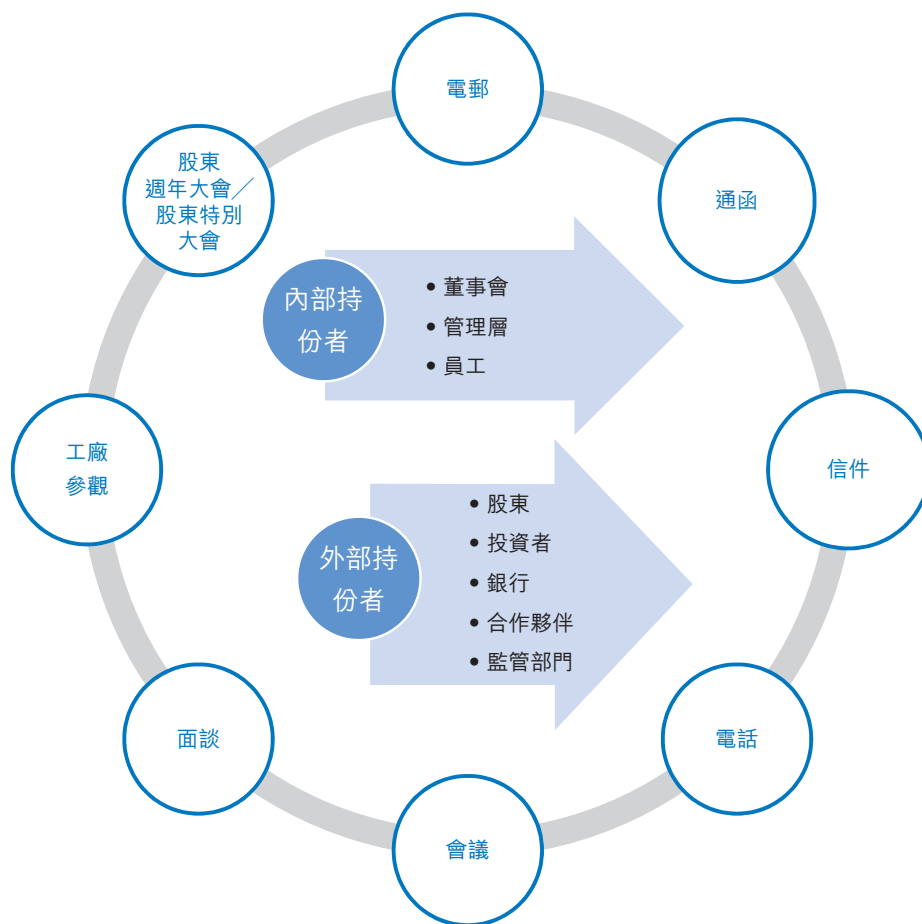 電郵
通函
信件
電話
會議
面談
工廠
參觀
股東
週年大會╱
股東特別
大會
內部持
份者
• 董事會
• 管理層
• 員工
外部持
份者
• 股東
• 投資者
• 銀行
• 合作夥伴
• 監管部門